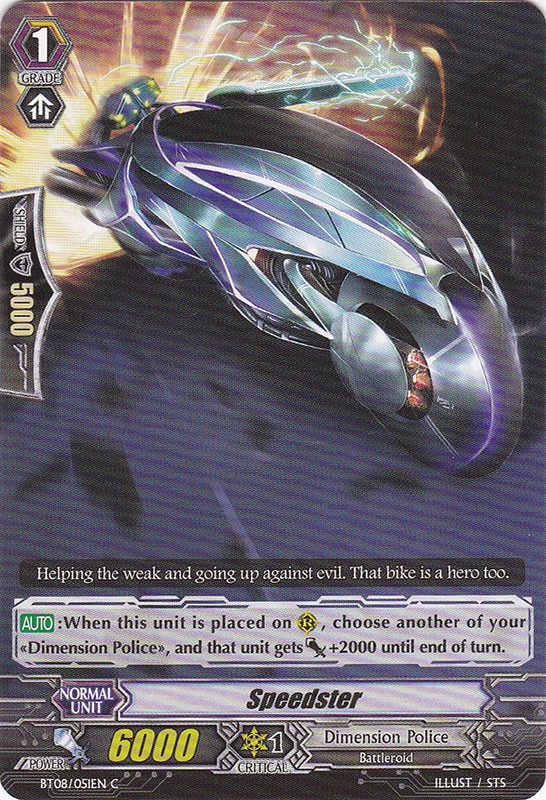 1
GRADE
SHIELD
5000
Helping the weak and going up against evil. That bike is a hero too.
AUTO :When this unit is placed on R, choose another of your
«Dimension Police», and that unit gets +2000 until end of turn.
NORMAL
UNIT
Speedster
POWER
6000
1
CRITICAL
Dimension Police
Battleroid
BT08/051EN C
ILLUST / STS